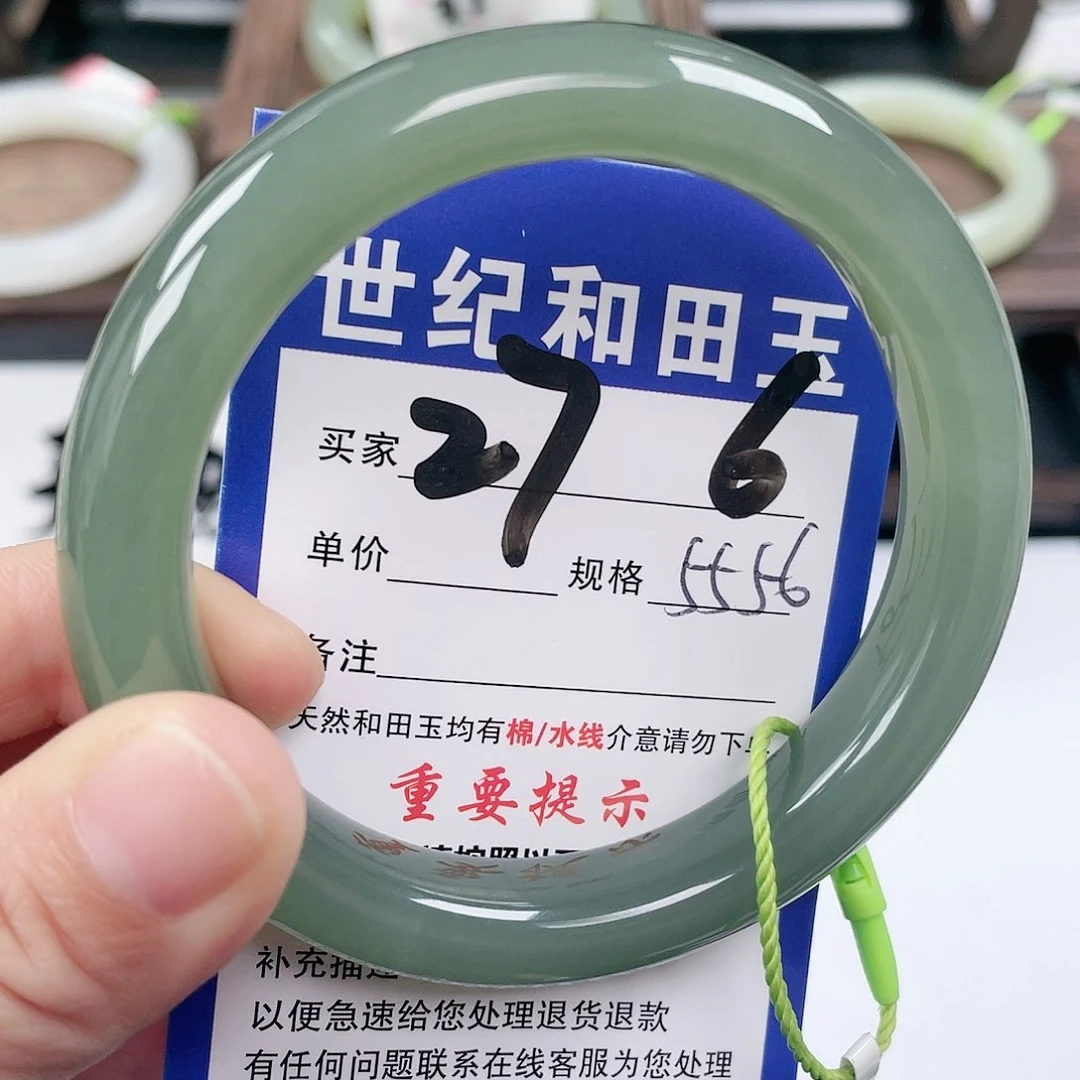 世纪和田玉
买家 27 6
单价 规格 5556
备注
天然和田玉均有棉/水线介意请勿下
重要提示
补充描述
以便急速给您处理退货退款
有任何问题联系在线客服为您处理